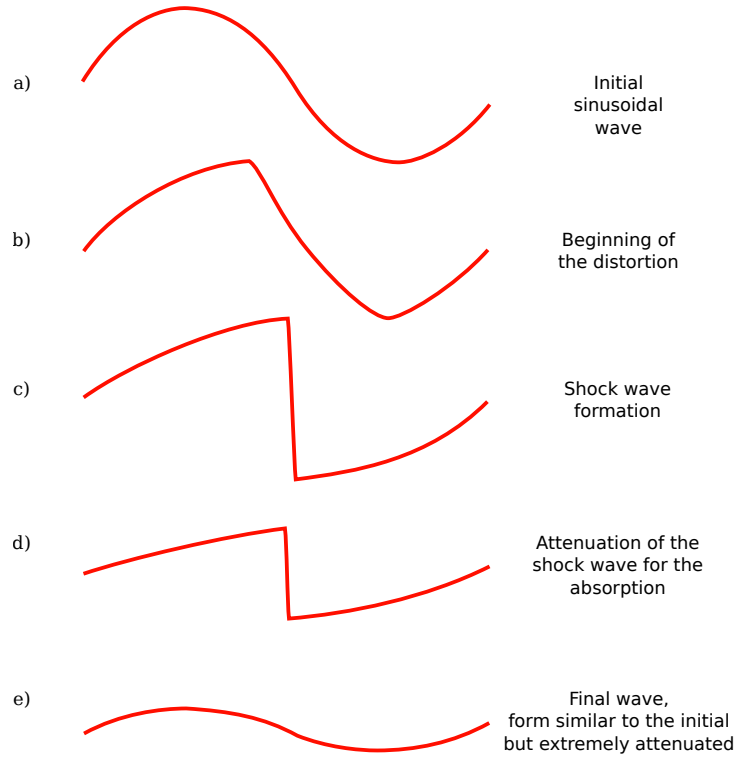 a)
Initial
sinusoidal
wave
b)
Beginning of
the distortion
c)
Shock wave
formation
d)
Attenuation of the
shock wave for the
absorption
e)
Final wave,
form similar to the initial
but extremely attenuated